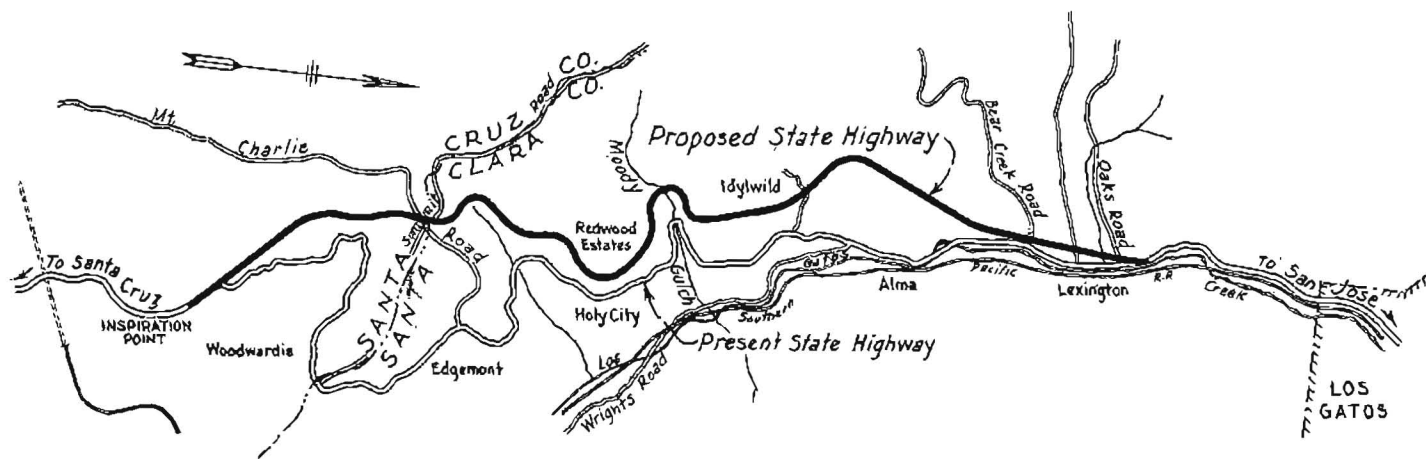 Mt. Charlie
CRUZ CO.
CLARA CO.
Road
SANTA
SANTA
Road
Moody
Gulch
Proposed State Highway
Idylwild
Redwood
Estates
Bear Creek Road
Oaks Road
To Santa Cruz
INSPIRATION
POINT
Woodwardia
Edgemont
Holy City
Los
Gatos
Creek
Wrights Road
Present State Highway
Southern
Pacific
R.R.
Alma
Lexington
To San Jose
LOS
GATOS